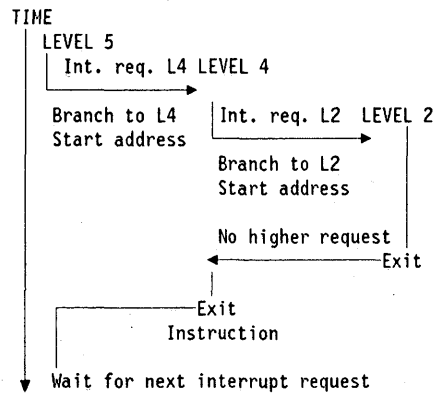 TIME
LEVEL 5
Int. req. L4 LEVEL 4
Branch to L4 Int. req. L2 LEVEL 2
Start address
Branch to L2
Start address
No higher request
Exit
Exit
Instruction
Wait for next interrupt request